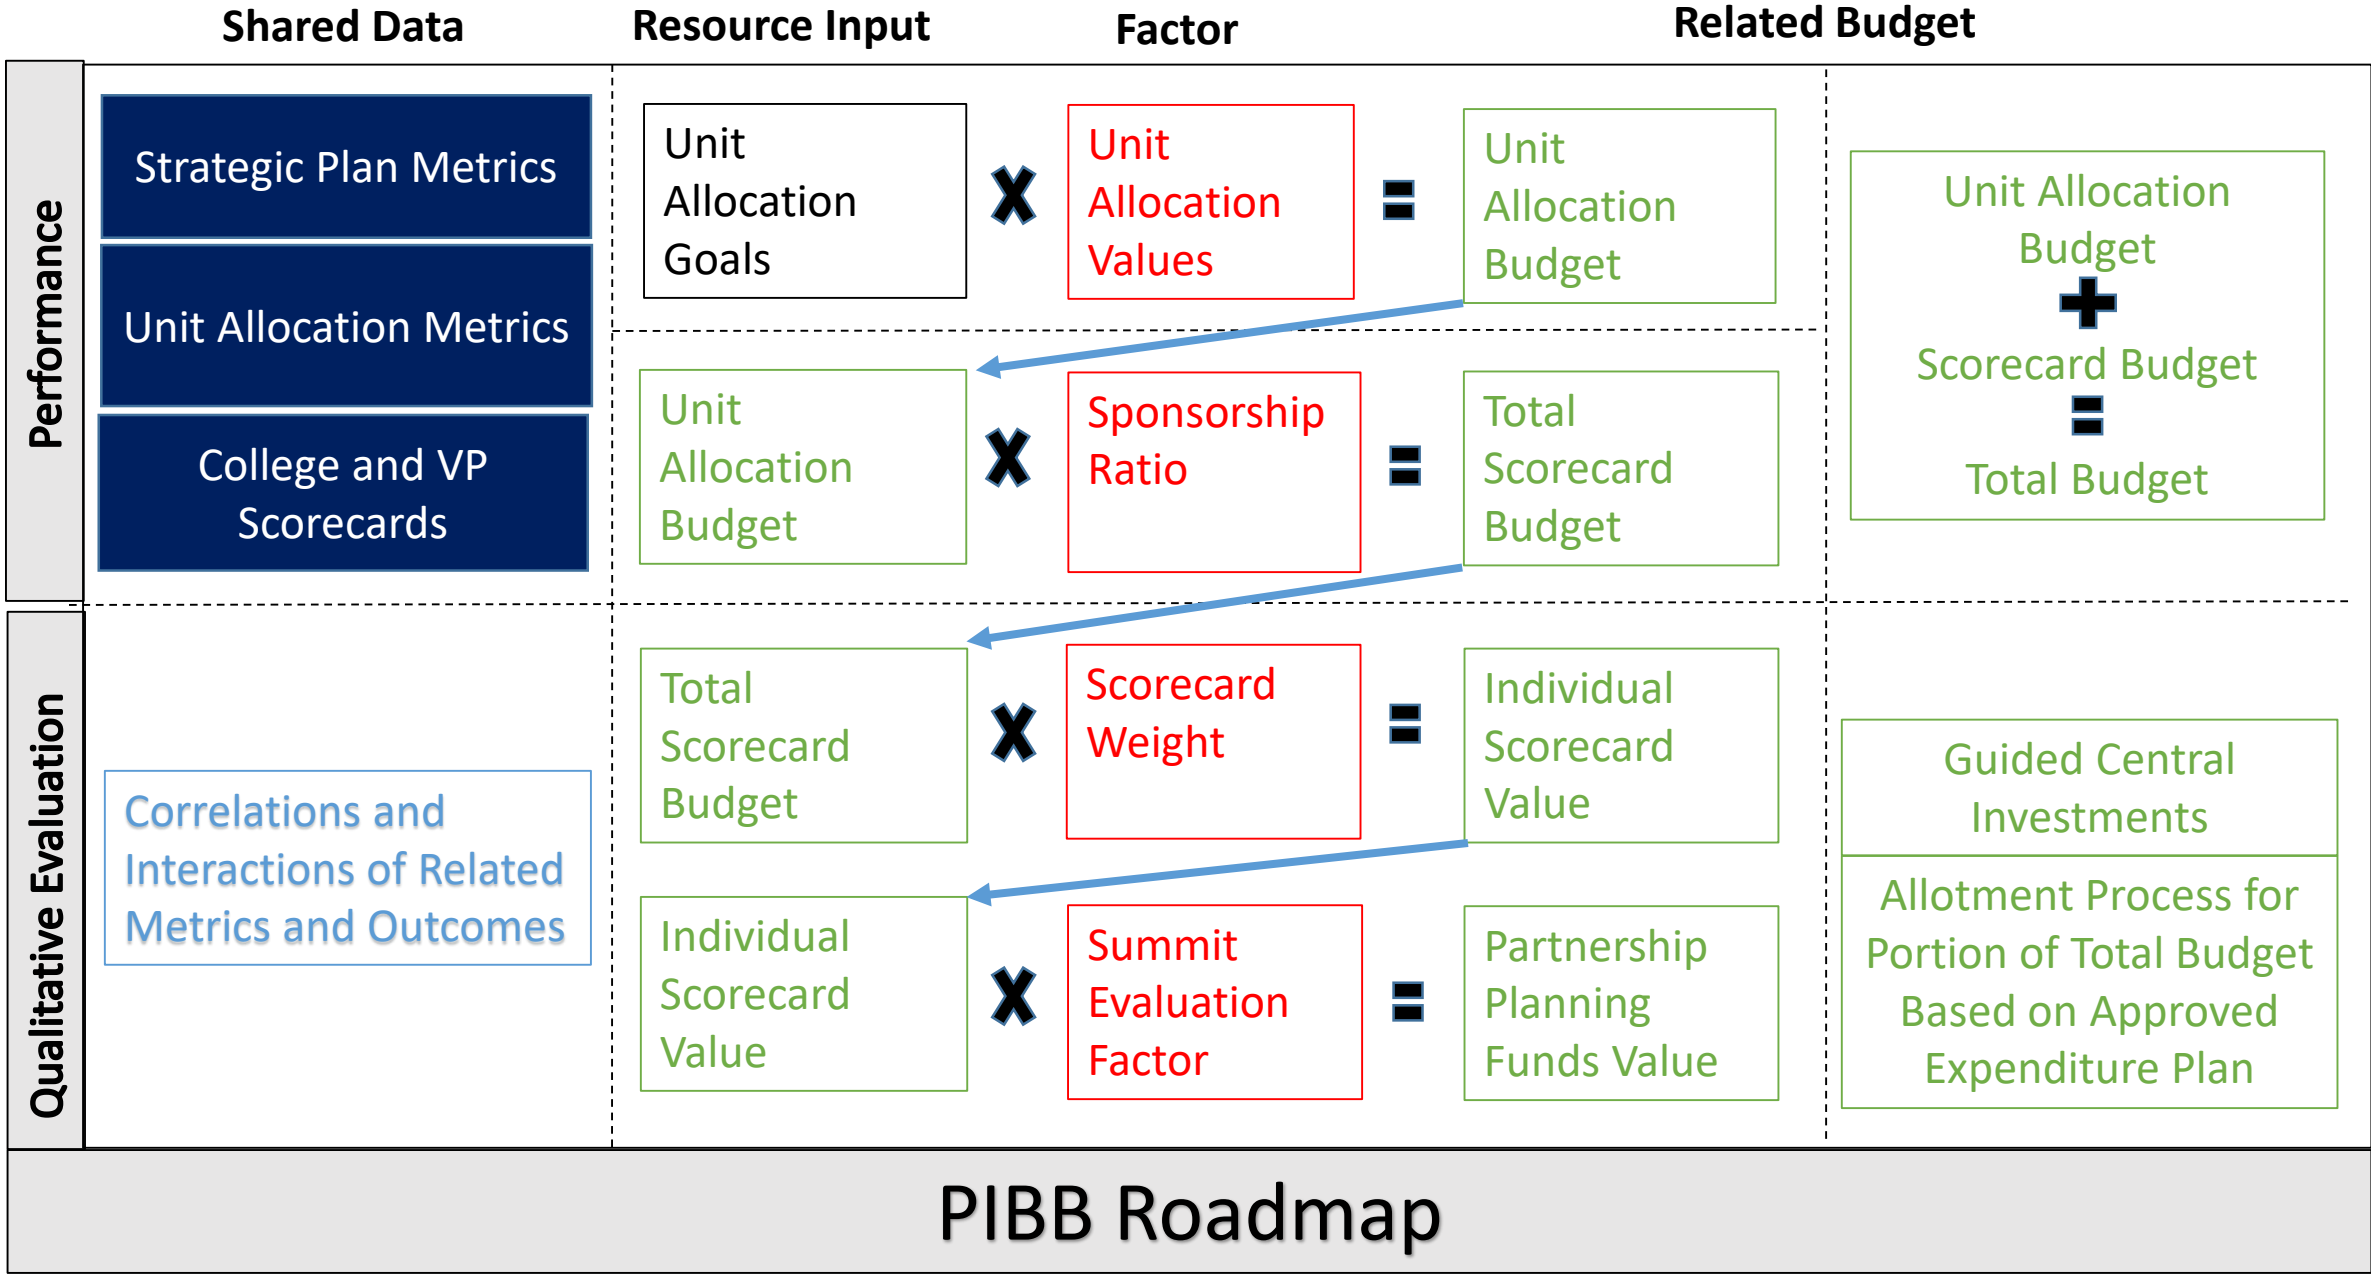 Shared Data
Resource Input
Factor
Related Budget
Performance
Strategic Plan Metrics
Unit Allocation Metrics
College and VP
Scorecards
Unit
Allocation
Goals
Unit
Allocation
Values
=
Unit
Allocation
Budget
Unit
Allocation
Budget
Sponsorship
Ratio
=
Total
Scorecard
Budget
Unit Allocation
Budget
+
Scorecard Budget
=
Total Budget
Qualitative Evaluation
Correlations and
Interactions of Related
Metrics and Outcomes
Total
Scorecard
Budget
Scorecard
Weight
=
Individual
Scorecard
Value
Individual
Scorecard
Value
Summit
Evaluation
Factor
=
Partnership
Planning
Funds Value
Guided Central
Investments
Allotment Process for
Portion of Total Budget
Based on Approved
Expenditure Plan
PIBB Roadmap